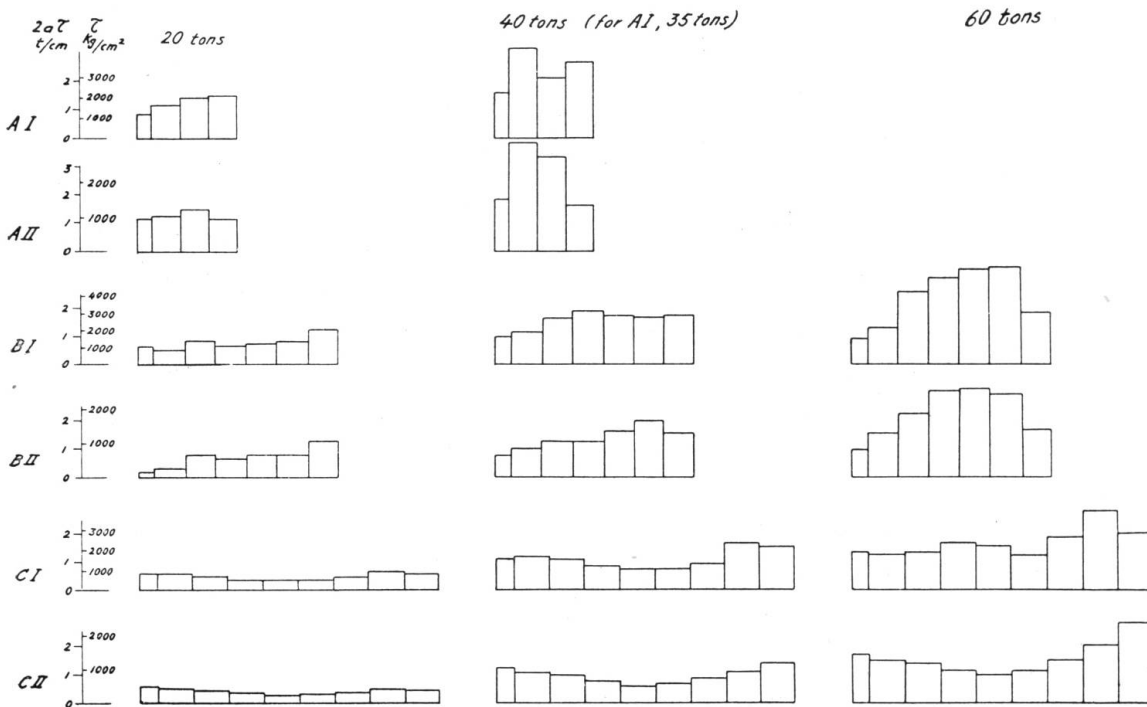 2aτ τ 20 tons 40 tons (for AI, 35 tons) 60 tons
t/cm kg/cm²
AI 2 1 0 3000 2000 1000
AII 3 2 1 0 2000 1000
BI 2 1 0 4000 3000 2000 1000
BII 2 1 0 2000 1000
CI 2 1 0 3000 2000 1000
CII 2 1 0 2000 1000